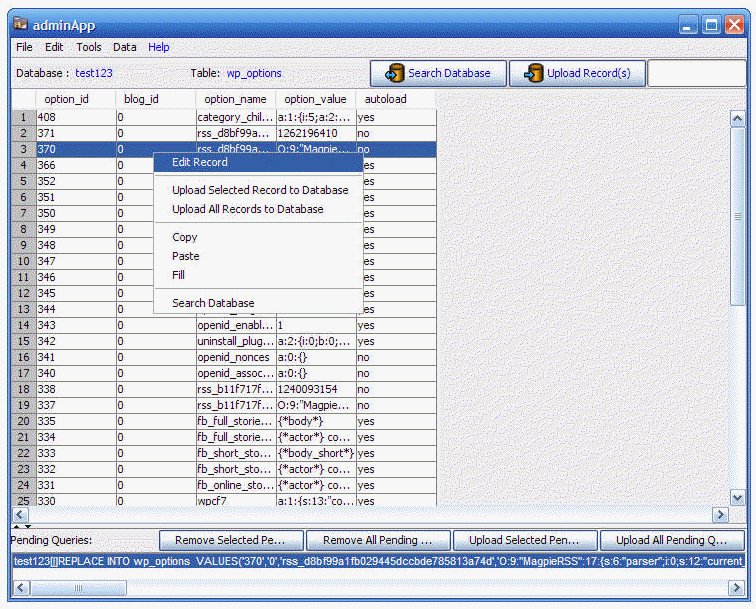 adminApp
File Edit Tools Data Help
Database : test123 Table: wp_options Search Database Upload Record(s)
option_id blog_id option_name option_value autoload
1 408 0 category_chil... a:1:{i:5;a:2:... yes
2 371 0 rss_d8bf99a... 1262196410 no
3 370 0 rss_d8bf99a... O:9:"Magpie... no
Edit Record
4 366 0 yes
5 352 0 yes
Upload Selected Record to Database
6 351 0 yes
7 350 0 yes
Upload All Records to Database
8 349 0 yes
Copy
9 348 0 yes
Paste
10 347 0 yes
Fill
11 346 0 yes
12 345 0 yes
Search Database
13 344 0 yes
14 343 0 openid_enabl... 1 yes
15 342 0 uninstall_plug... a:2:{i:0;b:0;... yes
16 341 0 openid_nonces a:0:{} no
17 340 0 openid_assoc... a:0:{} no
18 338 0 rss_b11f717f... 1240093154 no
19 337 0 rss_b11f717f... O:9:"Magpie... no
20 335 0 fb_full_storie... {*body*} yes
21 334 0 fb_full_storie... {*actor*} co... yes
22 333 0 fb_short_sto... {*body_short*} yes
23 332 0 fb_short_sto... {*actor*} co... yes
24 331 0 fb_online_sto... {*actor*} co... yes
25 330 0 wpcf7 a:1:{s:13:"co... yes
Pending Queries: Remove Selected Pe... Remove All Pending ... Upload Selected Pen... Upload All Pending Q...
test123[|]REPLACE INTO wp_options VALUES('370','0','rss_d8bf99a1fb029445dccbde785813a74d','O:9:"MagpieRSS":17:{s:6:"parser";i:0,s:12:"current